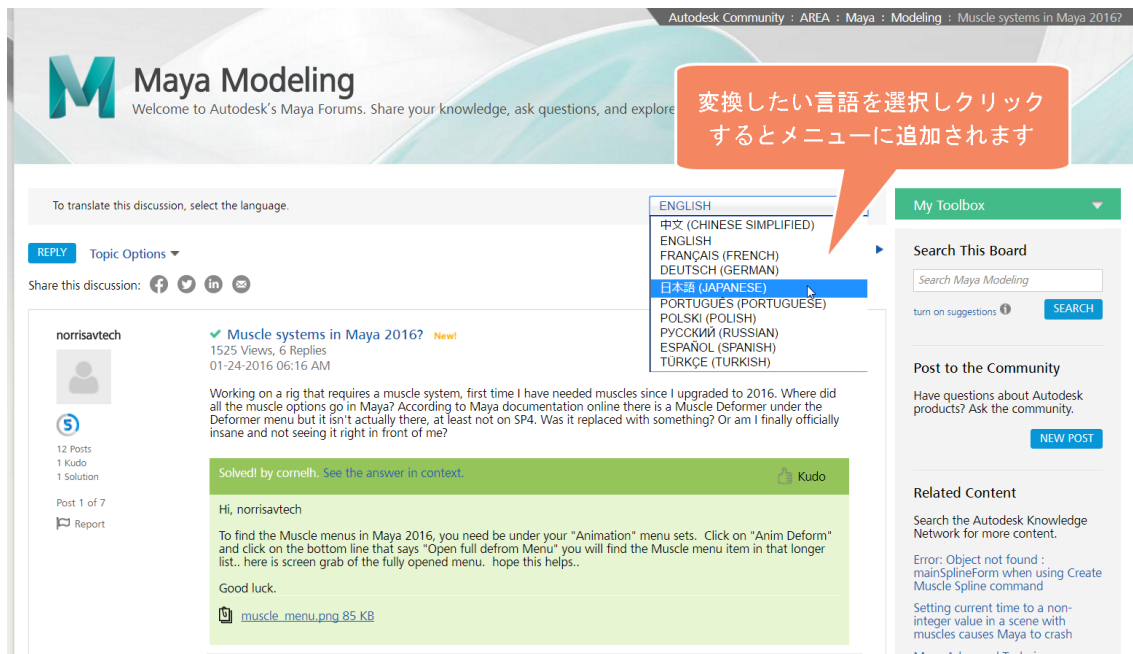 Autodesk Community : AREA : Maya : Modeling : Muscle systems in Maya 2016?
Maya Modeling
Welcome to Autodesk's Maya Forums. Share your knowledge, ask questions, and explore
変換したい言語を選択しクリック
するとメニューに追加されます
To translate this discussion, select the language.
ENGLISH
中文 (CHINESE SIMPLIFIED)
ENGLISH
FRANÇAIS (FRENCH)
DEUTSCH (GERMAN)
日本語 (JAPANESE)
PORTUGUÊS (PORTUGUESE)
POLSKI (POLISH)
РУССКИЙ (RUSSIAN)
ESPAÑOL (SPANISH)
TÜRKÇE (TURKISH)
REPLY Topic Options
Share this discussion:
norrisavtech
5
12 Posts
1 Kudo
1 Solution
Post 1 of 7
Report
Muscle systems in Maya 2016? New!
1525 Views, 6 Replies
01-24-2016 06:16 AM
Working on a rig that requires a muscle system, first time I have needed muscles since I upgraded to 2016. Where did
all the muscle options go in Maya? According to Maya documentation online there is a Muscle Deformer under the
Deformer menu but it isn't actually there, at least not on SP4. Was it replaced with something? Or am I finally officially
insane and not seeing it right in front of me?
Solved! by cornelh. See the answer in context.
Kudo
Hi, norrisavtech
To find the Muscle menus in Maya 2016, you need be under your "Animation" menu sets. Click on "Anim Deform"
and click on the bottom line that says "Open full defrom Menu" you will find the Muscle menu item in that longer
list.. here is screen grab of the fully opened menu. hope this helps..
Good luck.
muscle_menu.png 85 KB
My Toolbox
Search This Board
Search Maya Modeling
turn on suggestions
SEARCH
Post to the Community
Have questions about Autodesk
products? Ask the community.
NEW POST
Related Content
Search the Autodesk Knowledge
Network for more content.
Error: Object not found :
mainSplineForm when using Create
Muscle Spline command
Setting current time to a non-
integer value in a scene with
muscles causes Maya to crash